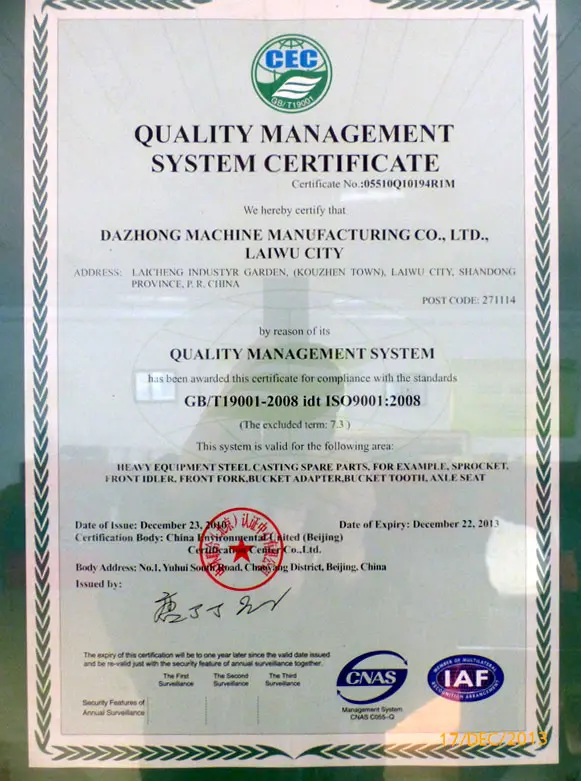 CEC
GB/T19001
QUALITY MANAGEMENT
SYSTEM CERTIFICATE
Certificate No.:05510Q10194R1M
We hereby certify that
DAZHONG MACHINE MANUFACTURING CO., LTD.,
LAIWU CITY
ADDRESS: LAICHENG INDUSTYR GARDEN, (KOUZHEN TOWN), LAIWU CITY, SHANDONG
PROVINCE, P. R. CHINA
POST CODE: 271114
by reason of its
QUALITY MANAGEMENT SYSTEM
has been awarded this certificate for compliance with the standards
GB/T19001-2008 idt ISO9001:2008
(The excluded term: 7.3 )
This system is valid for the following area:
HEAVY EQUIPMENT STEEL CASTING SPARE PARTS, FOR EXAMPLE, SPROCKET,
FRONT IDLER, FRONT FORK,BUCKET ADAPTER,BUCKET TOOTH, AXLE SEAT
Date of Issue: December 23, 2010 Date of Expiry: December 22, 2013
Certification Body: China Environmental United (Beijing)
Certification Center Co.,Ltd.
Body Address: No.1, Yuhui South Road, Chaoyang District, Beijing, China
Issued by:
The expiry of this certification will be to one year later since the valid date issued
and be re-valid just with the security feature of annual surveillance together.
The First The Second The Third
Surveillance Surveillance Surveillance
Security Features of
Annual Surveillance
CNAS
Management System
CNAS C055-Q
MEMBER OF MULTILATERAL
IAF
RECOGNITION ARRANGEMENT
17/DEC/2013